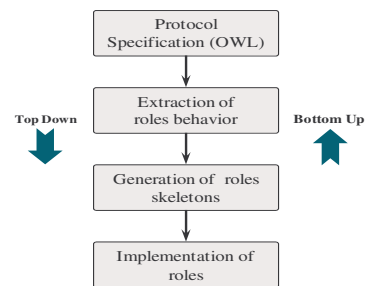 Protocol
Specification (OWL)
Extraction of
roles behavior
Top Down
Bottom Up
Generation of roles
skeletons
Implementation of
roles